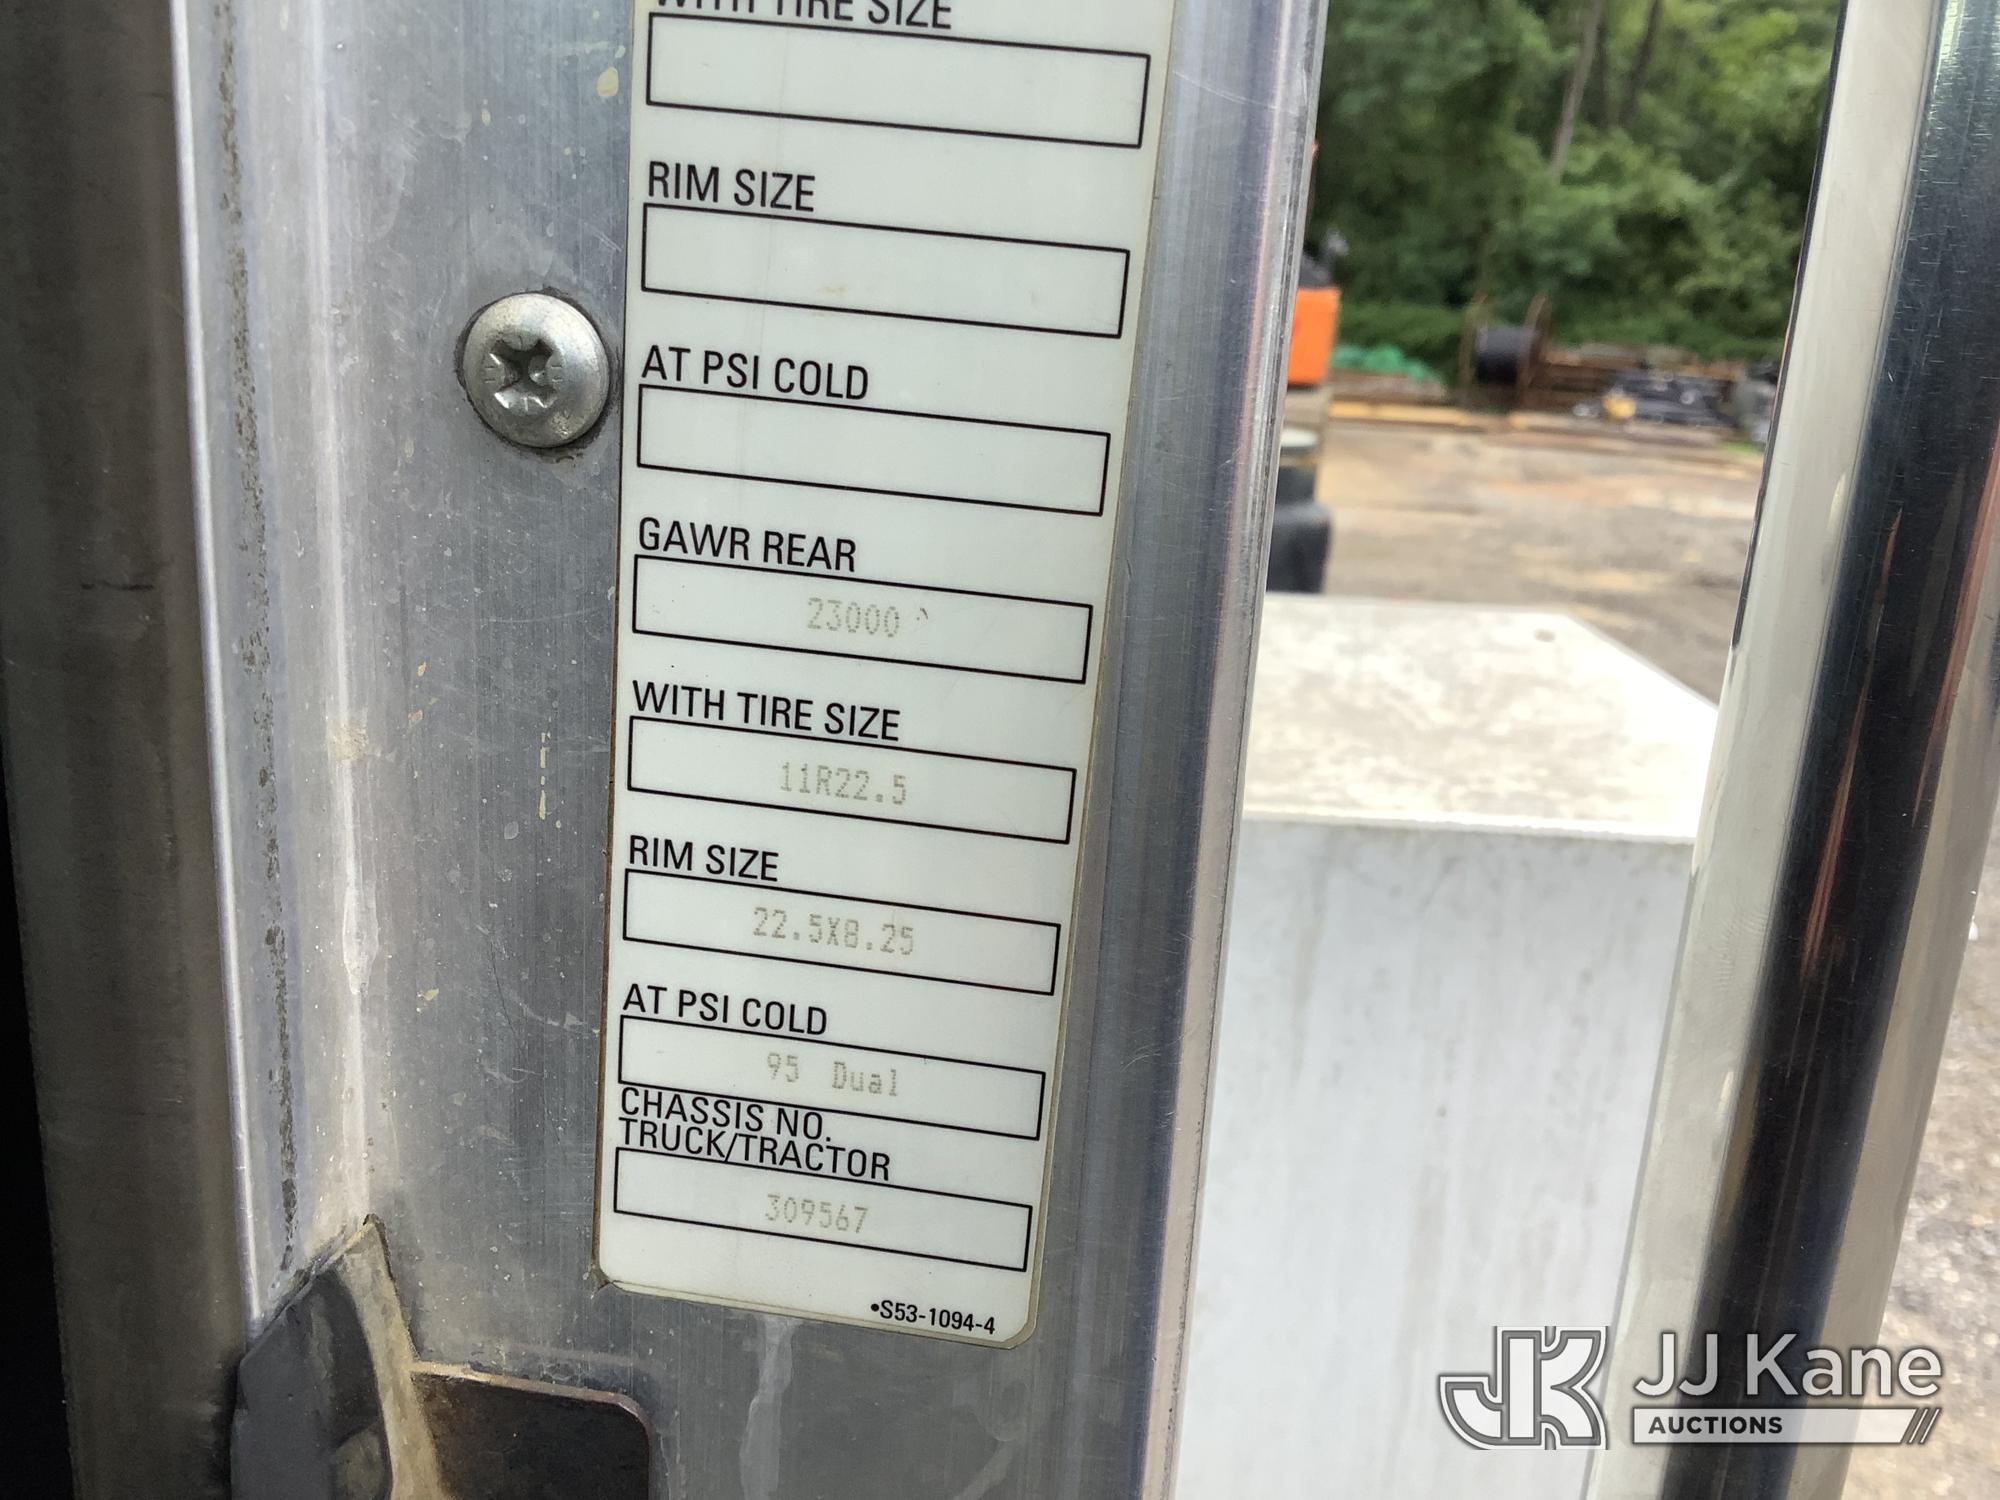 WITH TIRE SIZE
RIM SIZE
AT PSI COLD
GAWR REAR
23000
WITH TIRE SIZE
11R22.5
RIM SIZE
22.5X8.25
AT PSI COLD
95 Dual
CHASSIS NO.
TRUCK/TRACTOR
309567
•S53-1094-4
JK JJ Kane
AUCTIONS